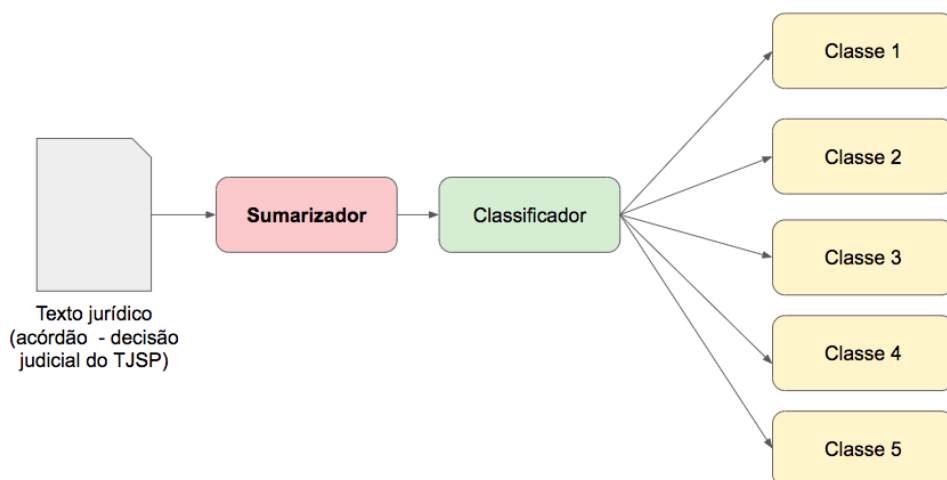 Classe 1
Classe 2
Sumarizador
Classificador
Classe 3
Texto jurídico
(acórdão - decisão
judicial do TJSP)
Classe 4
Classe 5